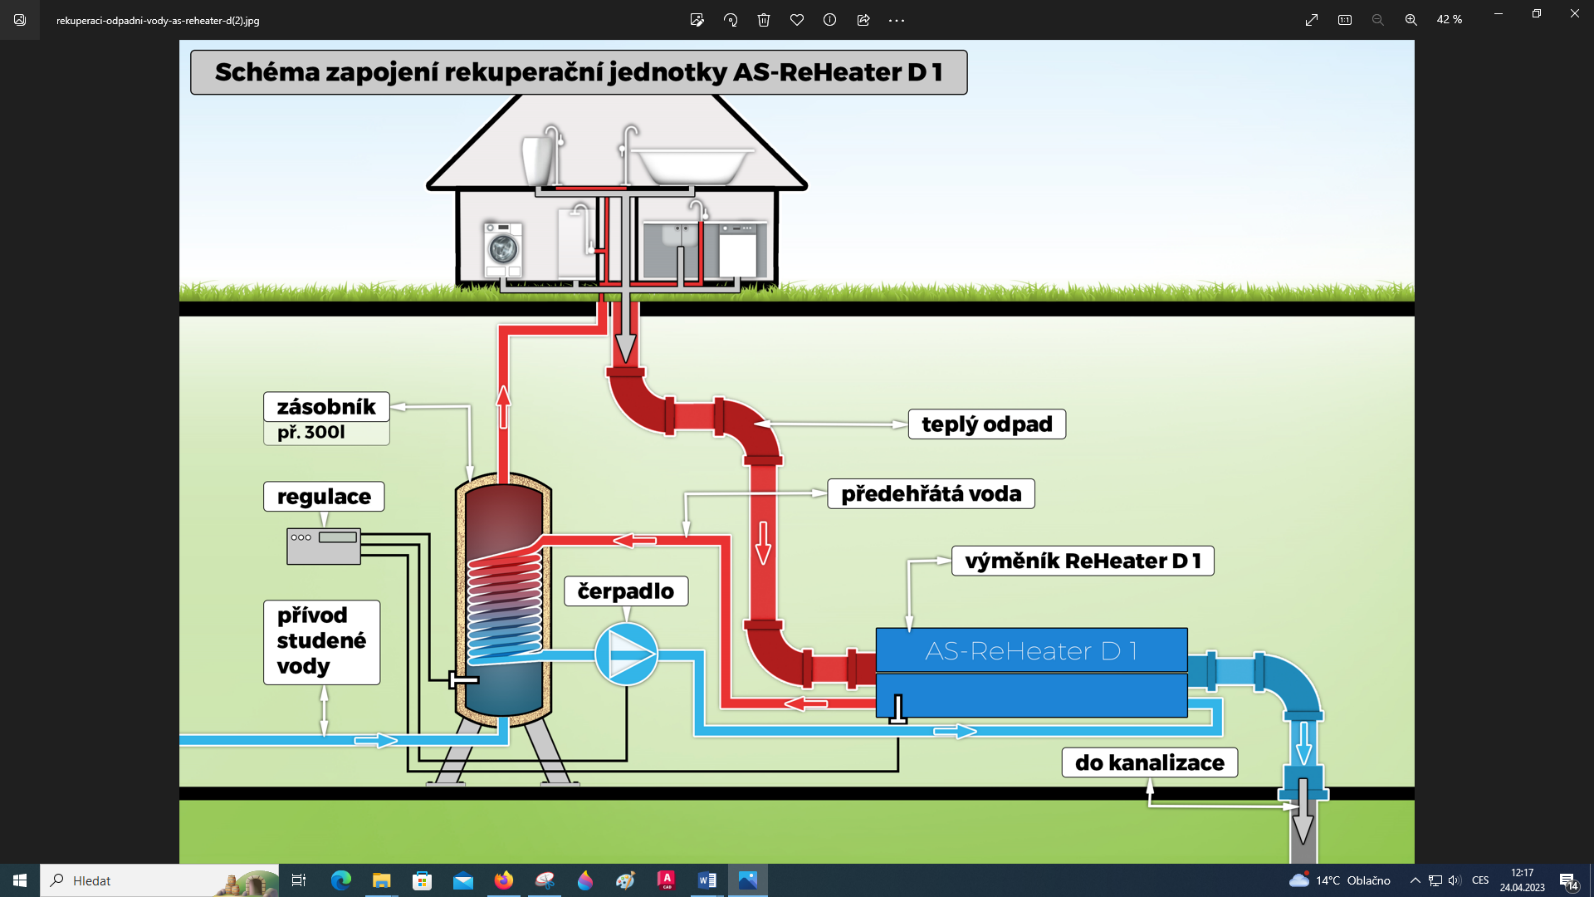 rekuperaci-odpadni-vody-as-reheater-d(2).jpg
42 %
Schéma zapojení rekuperační jednotky AS-ReHeater D 1
zásobník
př. 300l
teplý odpad
regulace
předehřátá voda
výměník ReHeater D 1
čerpadlo
přívod
studené
vody
AS-ReHeater D 1
do kanalizace
Hledat
14°C Oblačno
CES
12:17
24.04.2023
14